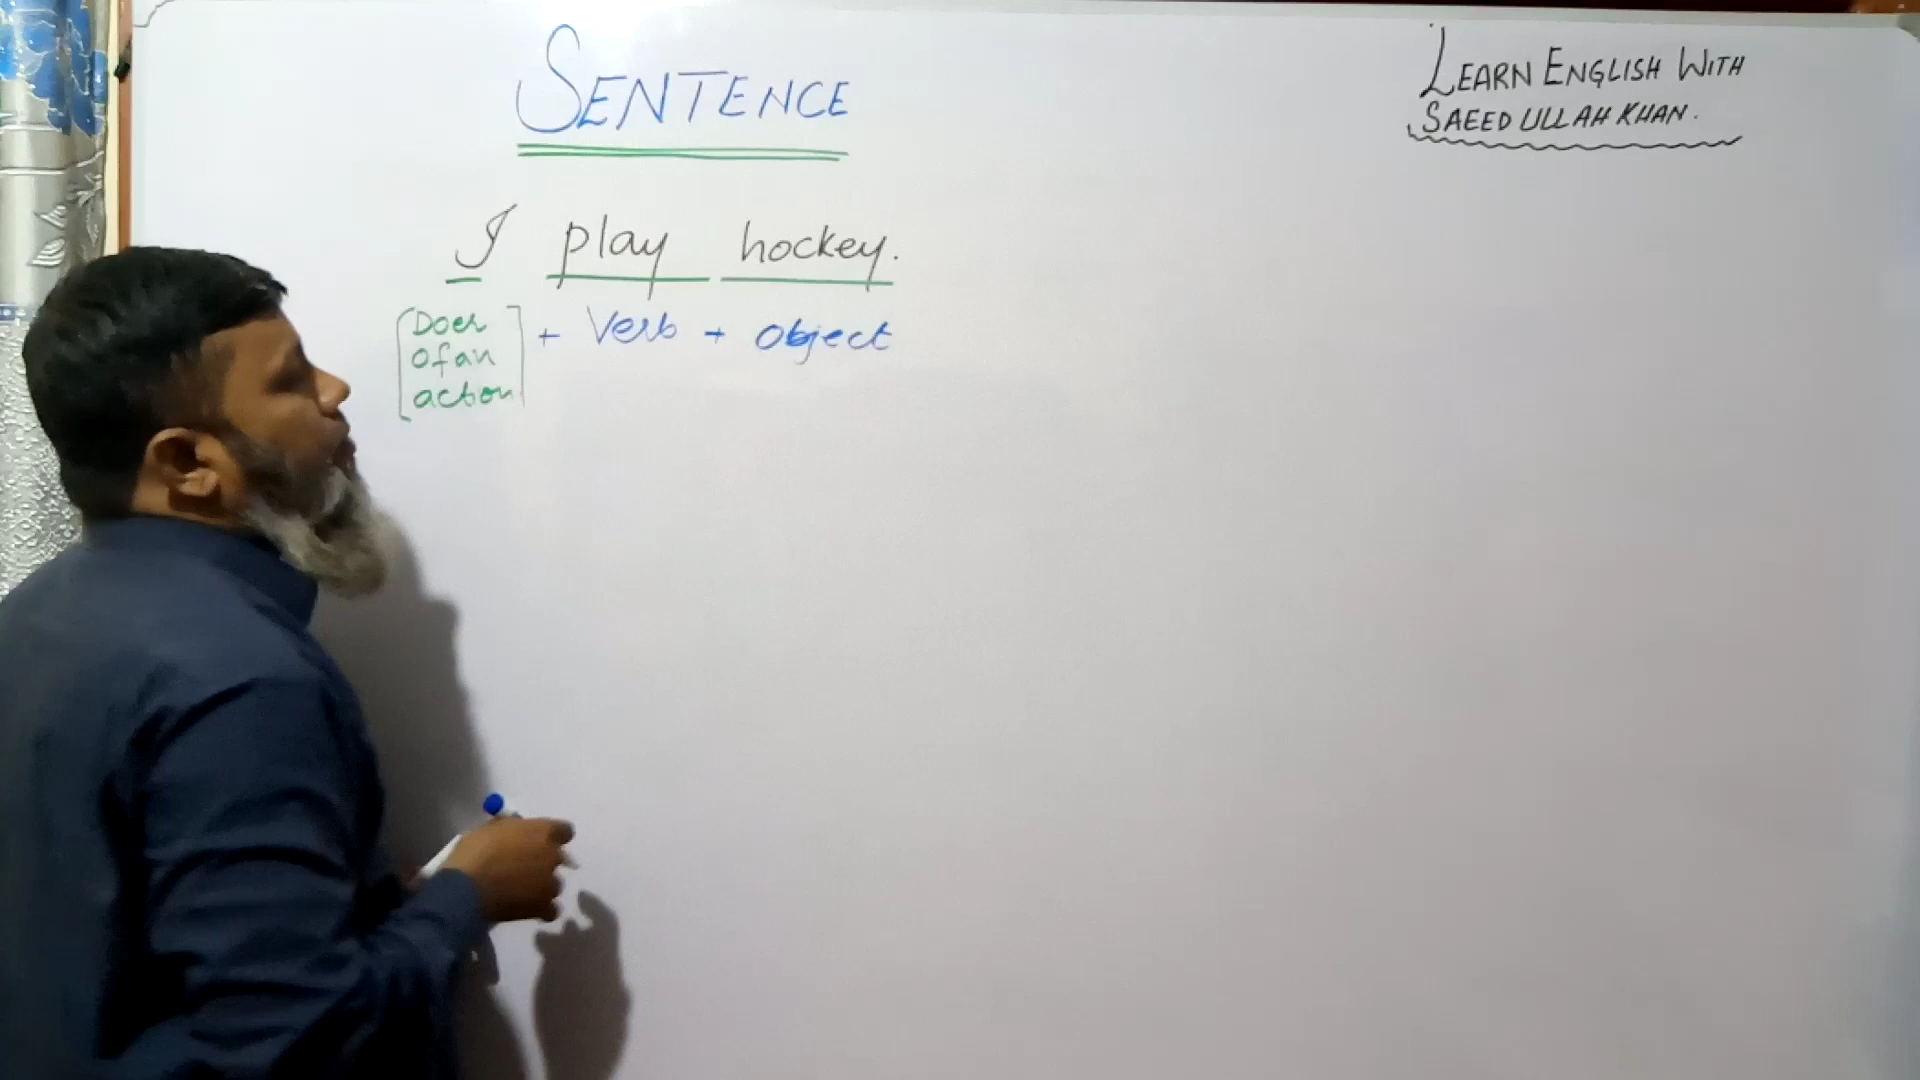 SENTENCE
LEARN ENGLISH WITH
SAEED ULLAH KHAN.
I play hockey.
Doer
of an
action
+ Verb + object